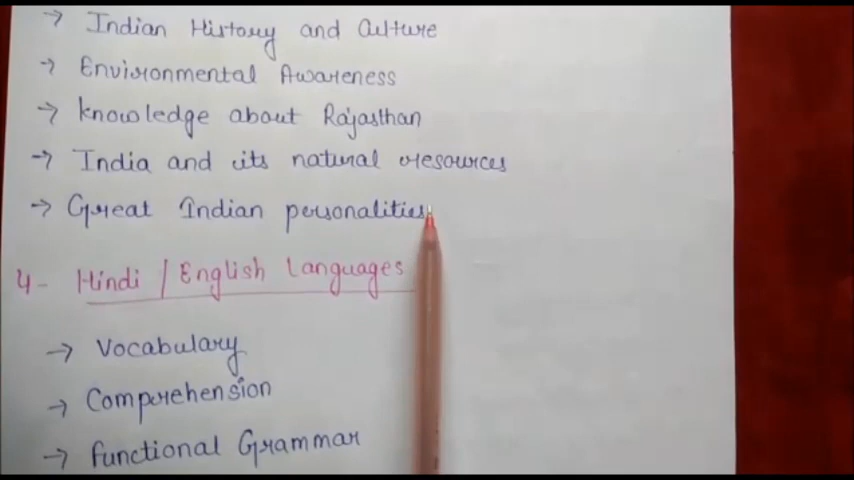 → Indian History and Culture
→ Environmental Awareness
→ knowledge about Rajasthan
→ India and its natural resources
→ Great Indian personalities
4- Hindi / English Languages
→ Vocabulary
→ Comprehension
→ functional Grammar